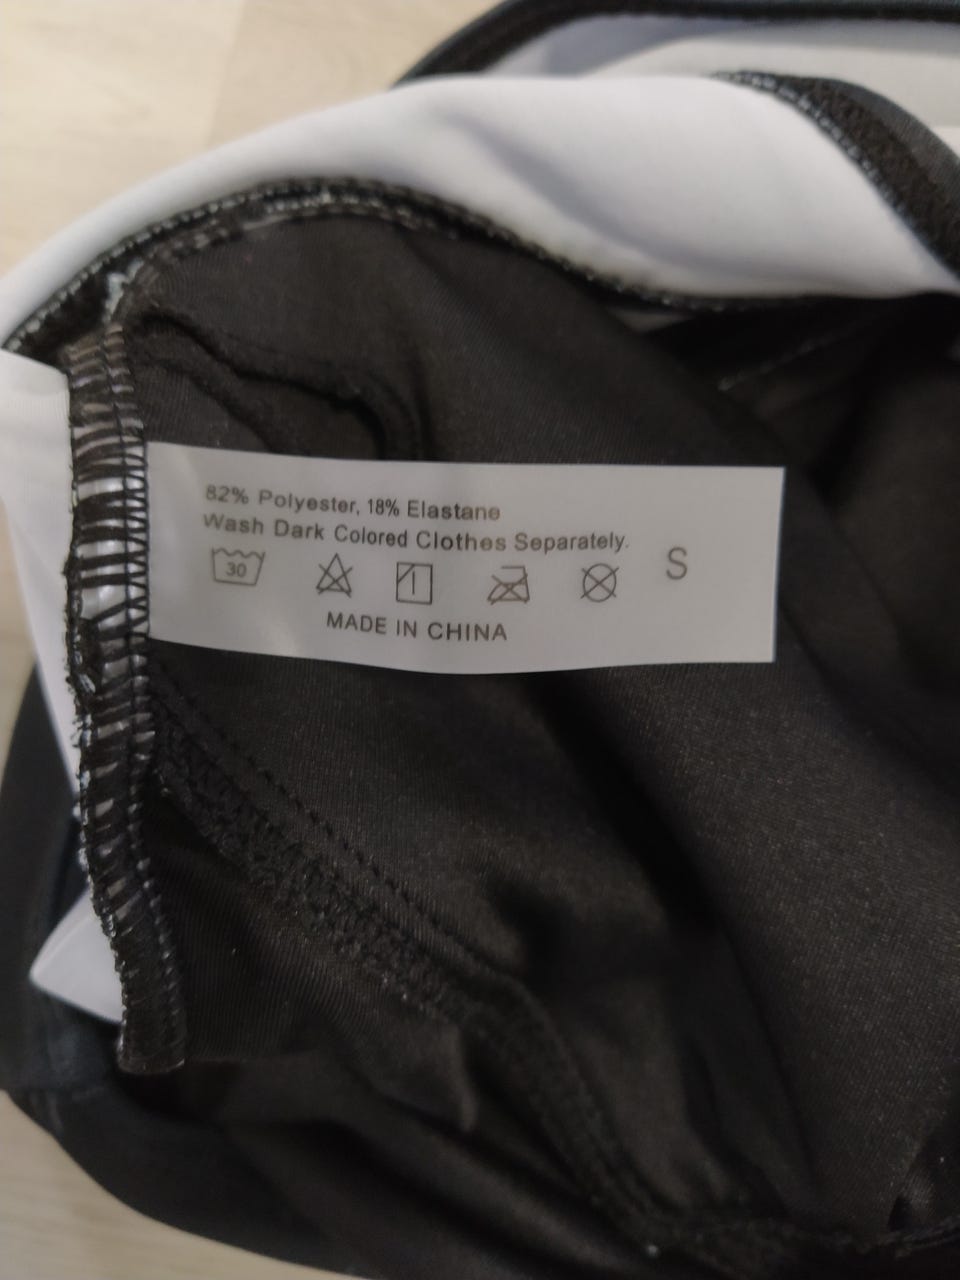 82% Polyester, 18% Elastane
Wash Dark Colored Clothes Separately.
30
S
MADE IN CHINA